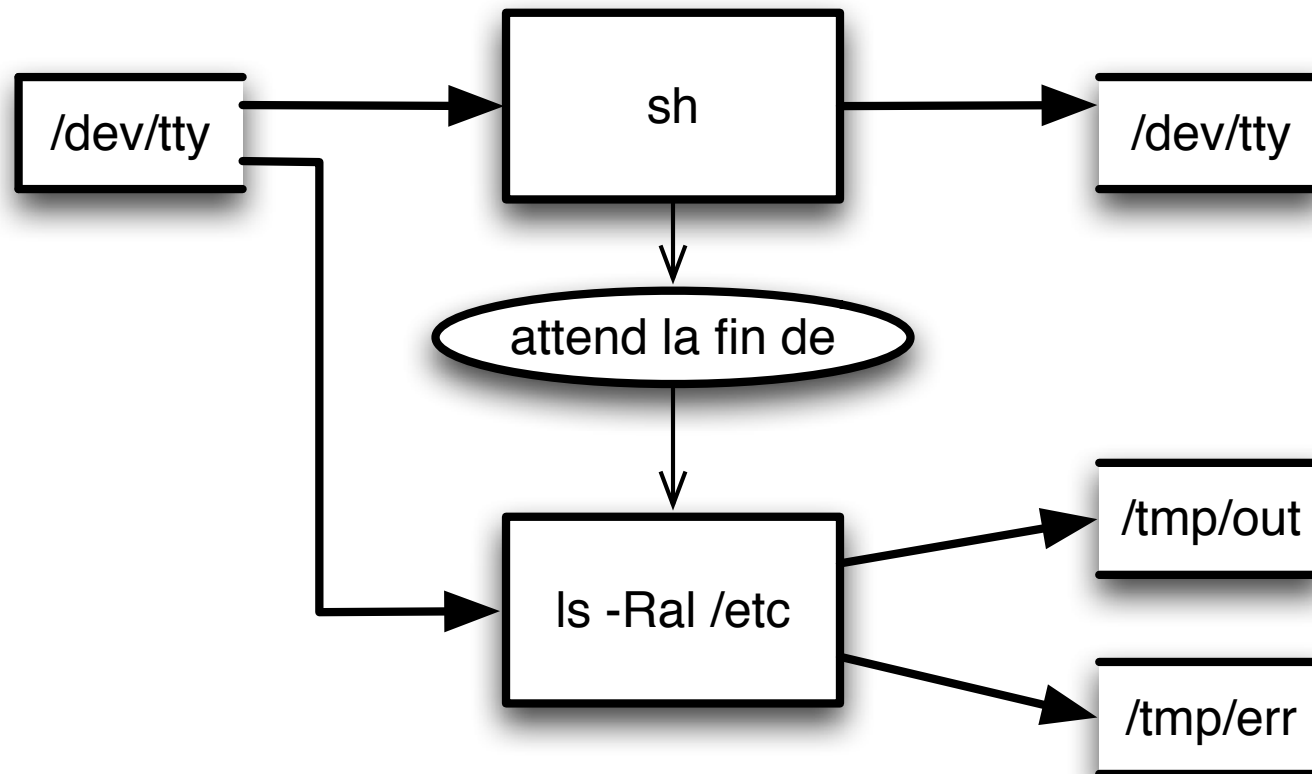 sh
/dev/tty
/dev/tty
attend la fin de
/tmp/out
ls -Ral /etc
/tmp/err